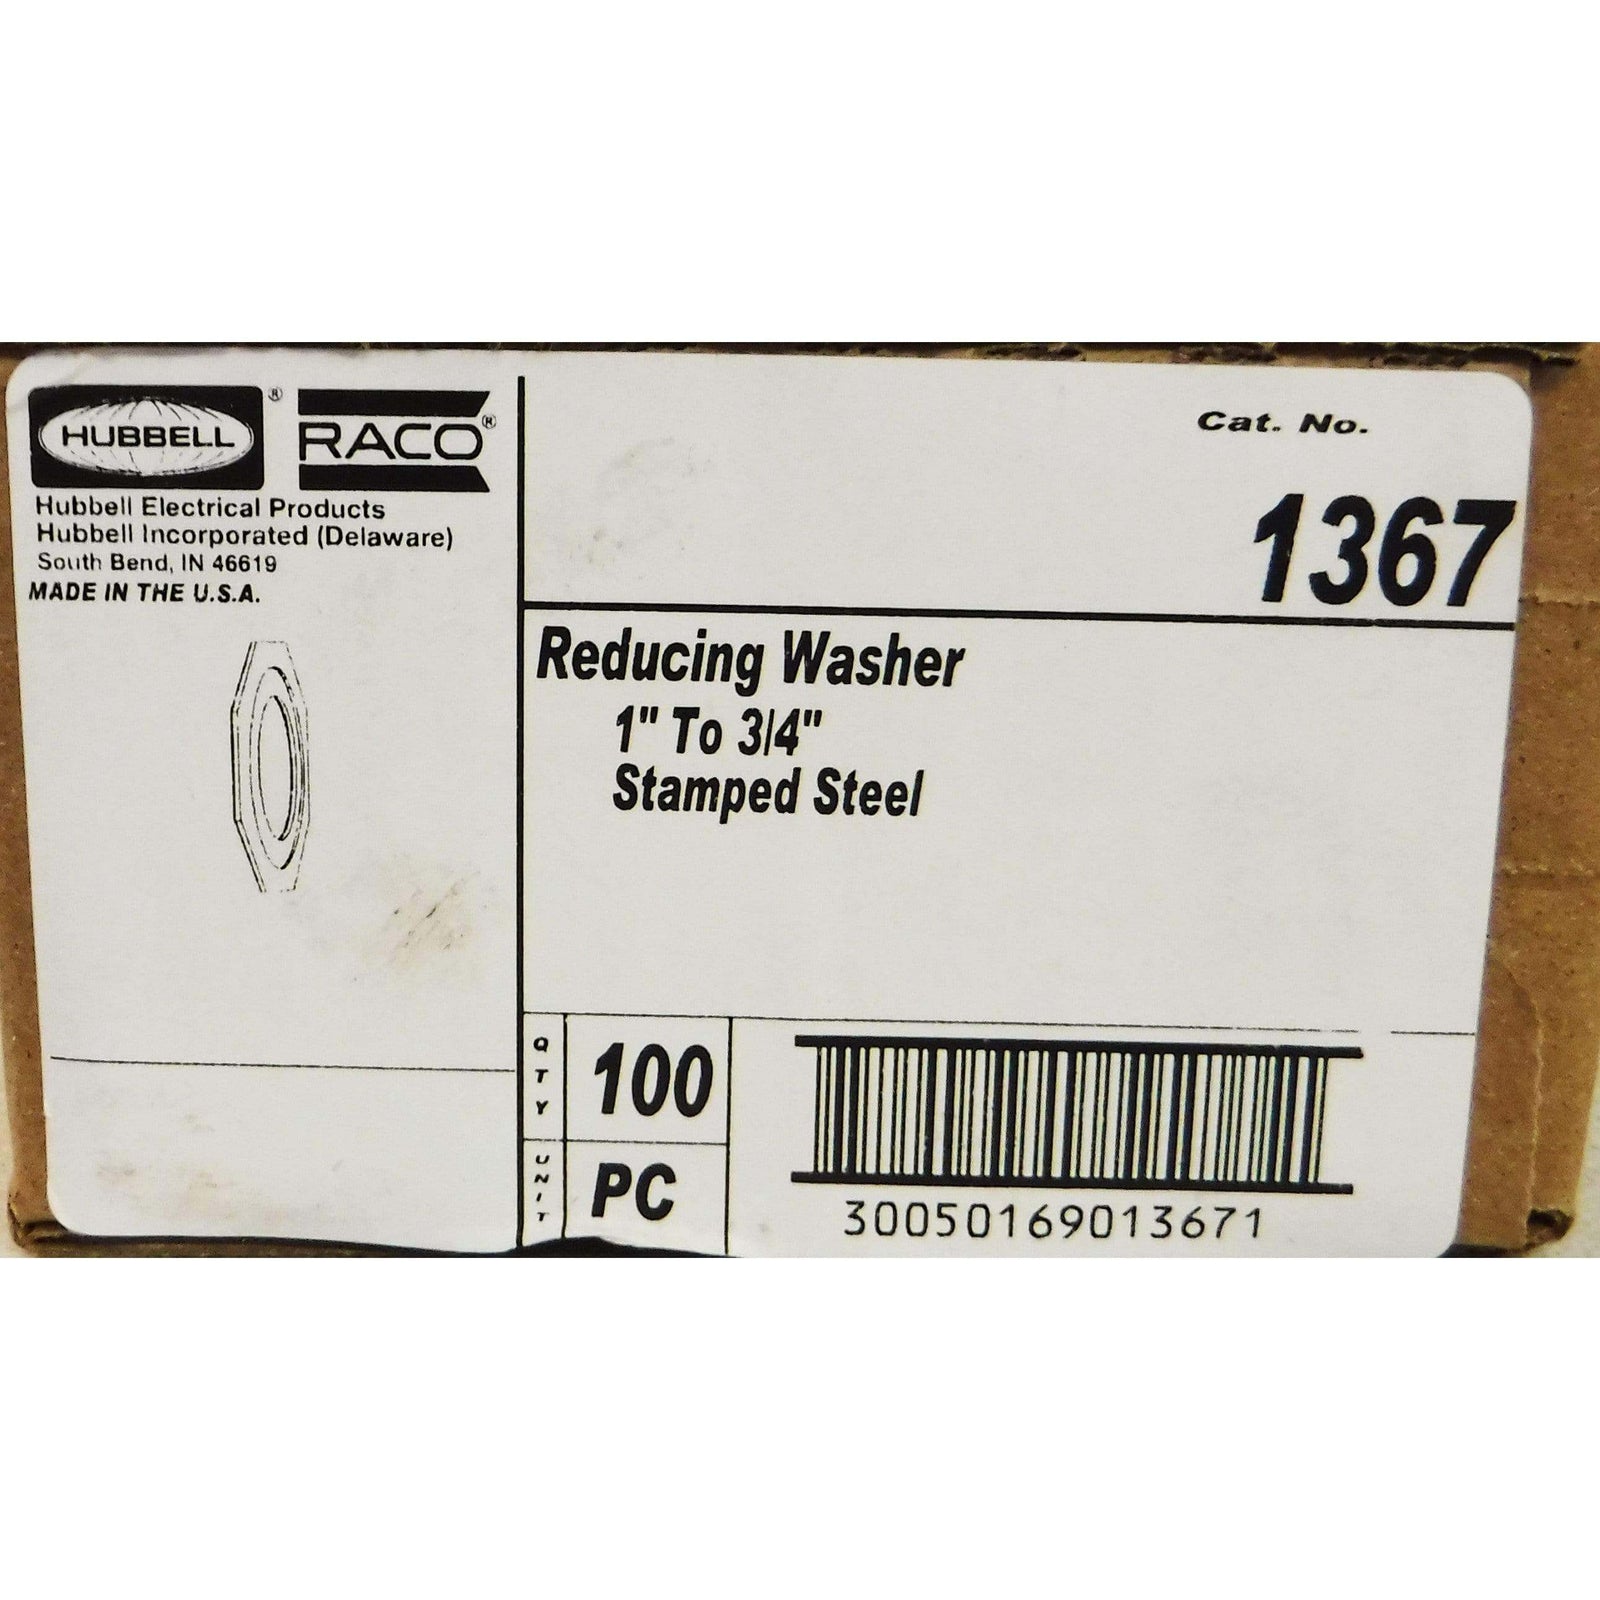 HUBBELL ® RACO ®
Hubbell Electrical Products
Hubbell Incorporated (Delaware)
South Bend, IN 46619
MADE IN THE U.S.A.
Cat. No.
1367
Reducing Washer
1" To 3/4"
Stamped Steel
QTY 100
UNIT PC
30050169013671